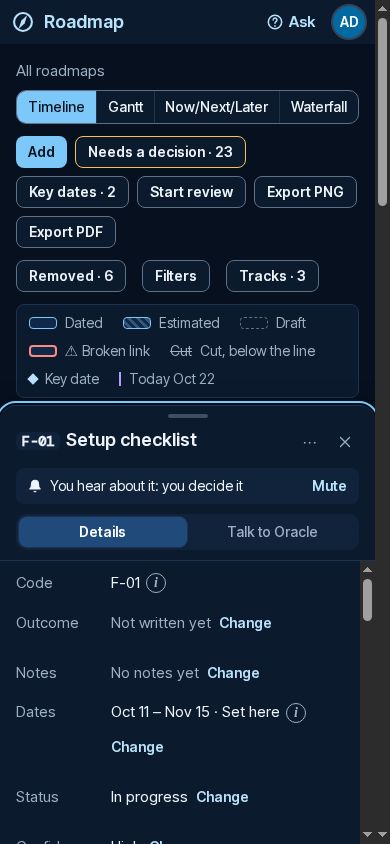 Roadmap Ask AD
All roadmaps
Timeline Gantt Now/Next/Later Waterfall
Add Needs a decision · 23
Key dates · 2 Start review Export PNG
Export PDF
Removed · 6 Filters Tracks · 3
Dated Estimated Draft
⚠ Broken link Cut Cut, below the line
Key date Today Oct 22
F-01 Setup checklist ... ×
You hear about it: you decide it Mute
Details Talk to Oracle
Code F-01 i
Outcome Not written yet Change
Notes No notes yet Change
Dates Oct 11 – Nov 15 · Set here i
Change
Status In progress Change